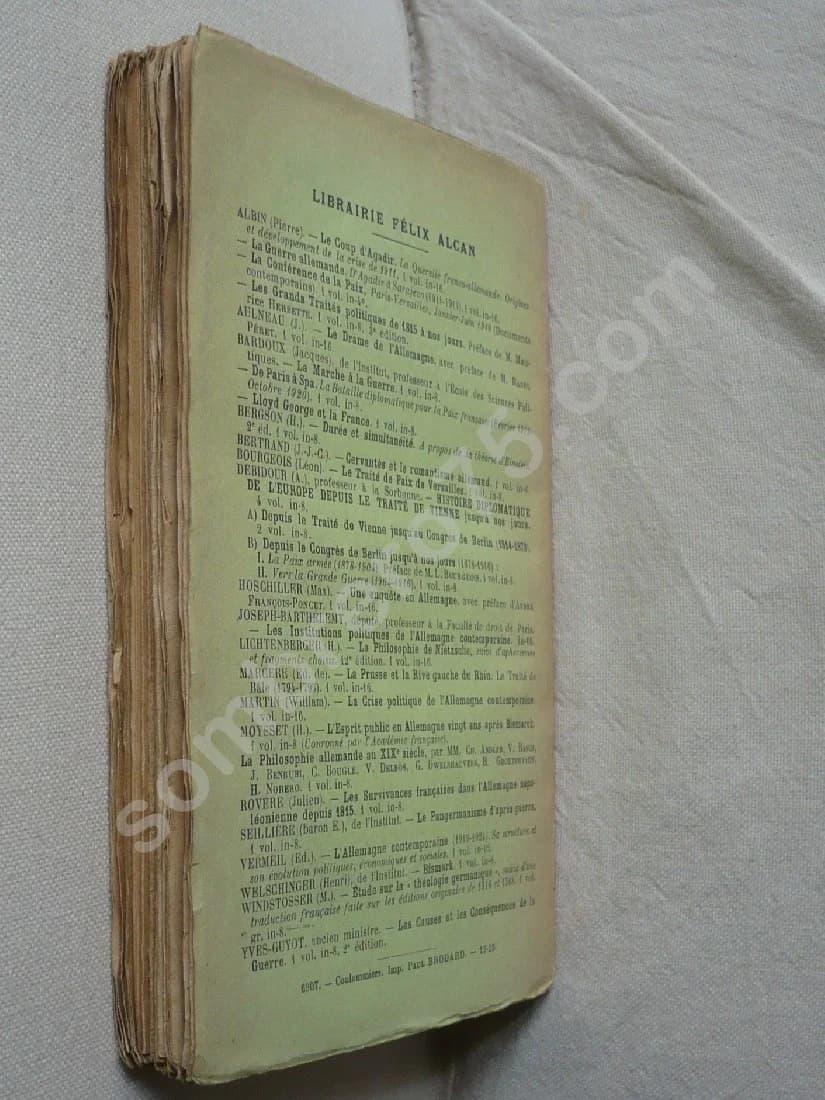 LIBRAIRIE FÉLIX ALCAN
ALBIN (Pierre). — Le Coup d'Agadir. La Querelle franco-allemande. Origines
et développement de la crise de 1911, 1 vol. in-16.
— La Guerre allemande. D'Agadir à Sarajevo (1911-1914), 1 vol. in-16.
— La Conférence de la Paix, Paris-Versailles, Janvier-Juin 1919 (Documents
contemporains). 1 vol. in-4º.
— Les Grands Traités politiques de 1815 à nos jours. Préface de M. Mau-
rice HERBETTE. 1 vol. in-8, 3e édition.
AULNEAU (J.). — Le Drame de l'Allemagne, avec préface de M. Raoul
PÉRET, 1 vol. in-16
BARDOUX (Jacques), de l'Institut, professeur à l'École des Sciences Poli-
tiques. — La Marche à la Guerre. 1 vol. in-8.
— De Paris à Spa. La Bataille diplomatique pour la Paix française (Février 1919-
Octobre 1920). 1 vol. in-8.
— Lloyd George et la France. 1 vol. in-8.
BERGSON (H.). — Durée et simultanéité. A propos de la théorie d'Einstein.
2e éd. 1 vol. in-8.
BERTRAND (J.-J.-C.). — Cervantès et le romantisme allemand. 1 vol. in-8.
BOURGEOIS (Léon). — Le Traité de Paix de Versailles. 1 vol. in-8.
DEBIDOUR (A.), professeur à la Sorbonne. — HISTOIRE DIPLOMATIQUE
DE L'EUROPE DEPUIS LE TRAITÉ DE VIENNE jusqu'à nos jours.
4 vol. in-8.
A) Depuis le Traité de Vienne jusqu'au Congrès de Berlin (1814-1878).
2 vol. in-8.
B) Depuis le Congrès de Berlin jusqu'à nos jours (1878-1916) :
I. La Paix armée (1878-1904) Préface de M. L. BOURGEOIS. 1 vol. in-8.
II. Vers la Grande Guerre (1904-1916), 1 vol. in-8
HOSCHILLER (Max). — Une enquête en Allemagne, avec préface d'André
FRANÇOIS-PONCET. 1 vol. in-16.
JOSEPH-BARTHÉLEMY, député, professeur à la Faculté de droit de Paris.
— Les Institutions politiques de l'Allemagne contemporaine. In-16.
LICHTENBERGER (H.). — La Philosophie de Nietzsche, suivi d'aphorismes
et fragments choisis. 12e édition. 1 vol. in-16.
MARCÈRE (Ed. de). — La Prusse et la Rive gauche du Rhin. Le Traité de
Bâle (1794-1795). 1 vol. in-16.
MARTIN (William). — La Crise politique de l'Allemagne contemporaine.
1 vol. in-16.
MOYSSET (H.). — L'Esprit public en Allemagne vingt ans après Bismarck.
1 vol. in-8 (Couronné par l'Académie française).
La Philosophie allemande au XIXe siècle, par MM. CH. ANDLER, V. BASCH,
J. BENRUBI, C. BOUGLÉ, V. DELBOS, G. DWELSHAUVERS, B. GROETHUYSEN,
H. NORERO. 1 vol. in-8.
ROVÈRE (Julien). — Les Survivances françaises dans l'Allemagne napo-
léonienne depuis 1815. 1 vol. in-8.
SEILLIÈRE (baron E.), de l'Institut. — Le Pangermanisme d'après guerre.
1 vol. in-8.
VERMEIL (Ed.). — L'Allemagne contemporaine (1919-1924). Sa structure et
son évolution politiques, économiques et sociales. 1 vol. in-16.
WELSCHINGER (Henri), de l'Institut. — Bismark. 1 vol. in-8.
WINDSTOSSER (M.). — Étude sur la « théologie germanique », suivie d'une
traduction française faite sur les éditions originales de 1516 et 1518. 1 vol.
gr. in-8.
YVES-GUYOT, ancien ministre. — Les Causes et les Conséquences de la
Guerre. 1 vol. in-8, 2e édition.
6907. — Coulommiers. Imp. Paul BRODARD. — 12-25.